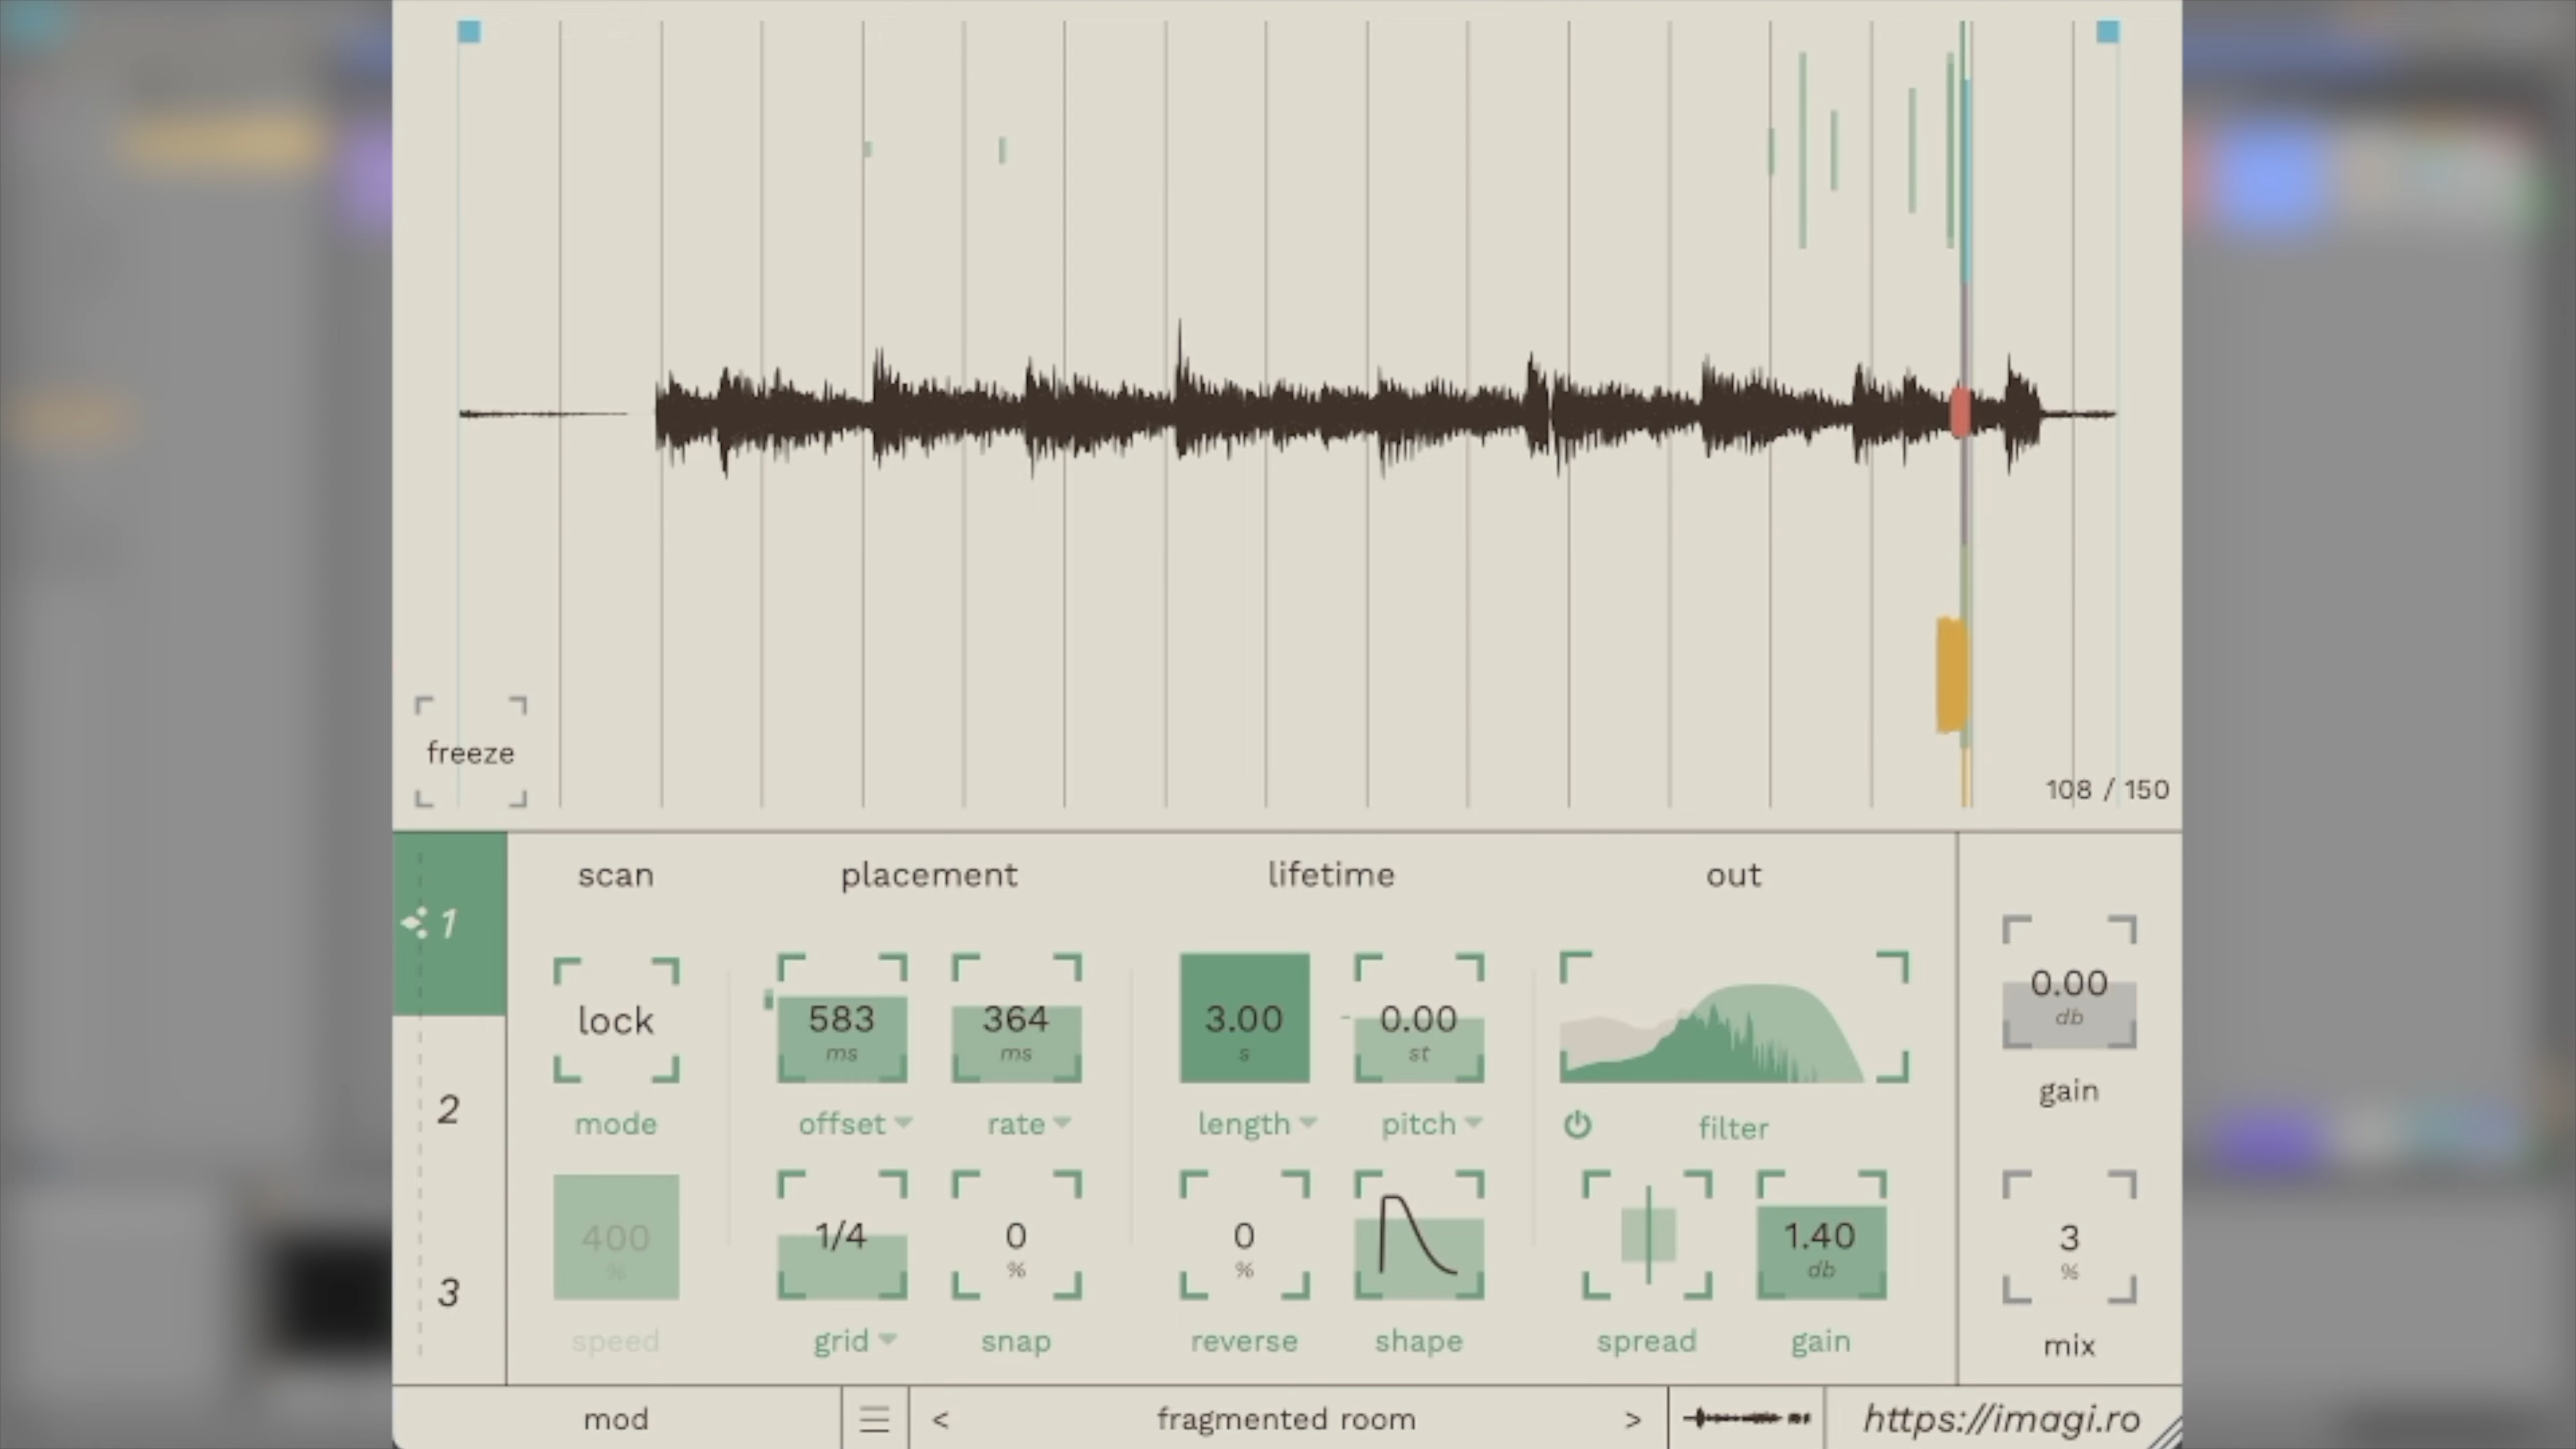 freeze
108 / 150
scan placement lifetime out
1
lock
583
ms
364
ms
3.00
s
0.00
st
0.00
db
mode offset rate length pitch filter gain
2
400
%
1/4
0
%
0
%
1.40
db
3
%
3
speed grid snap reverse shape spread gain mix
mod < fragmented room > https://imagi.ro